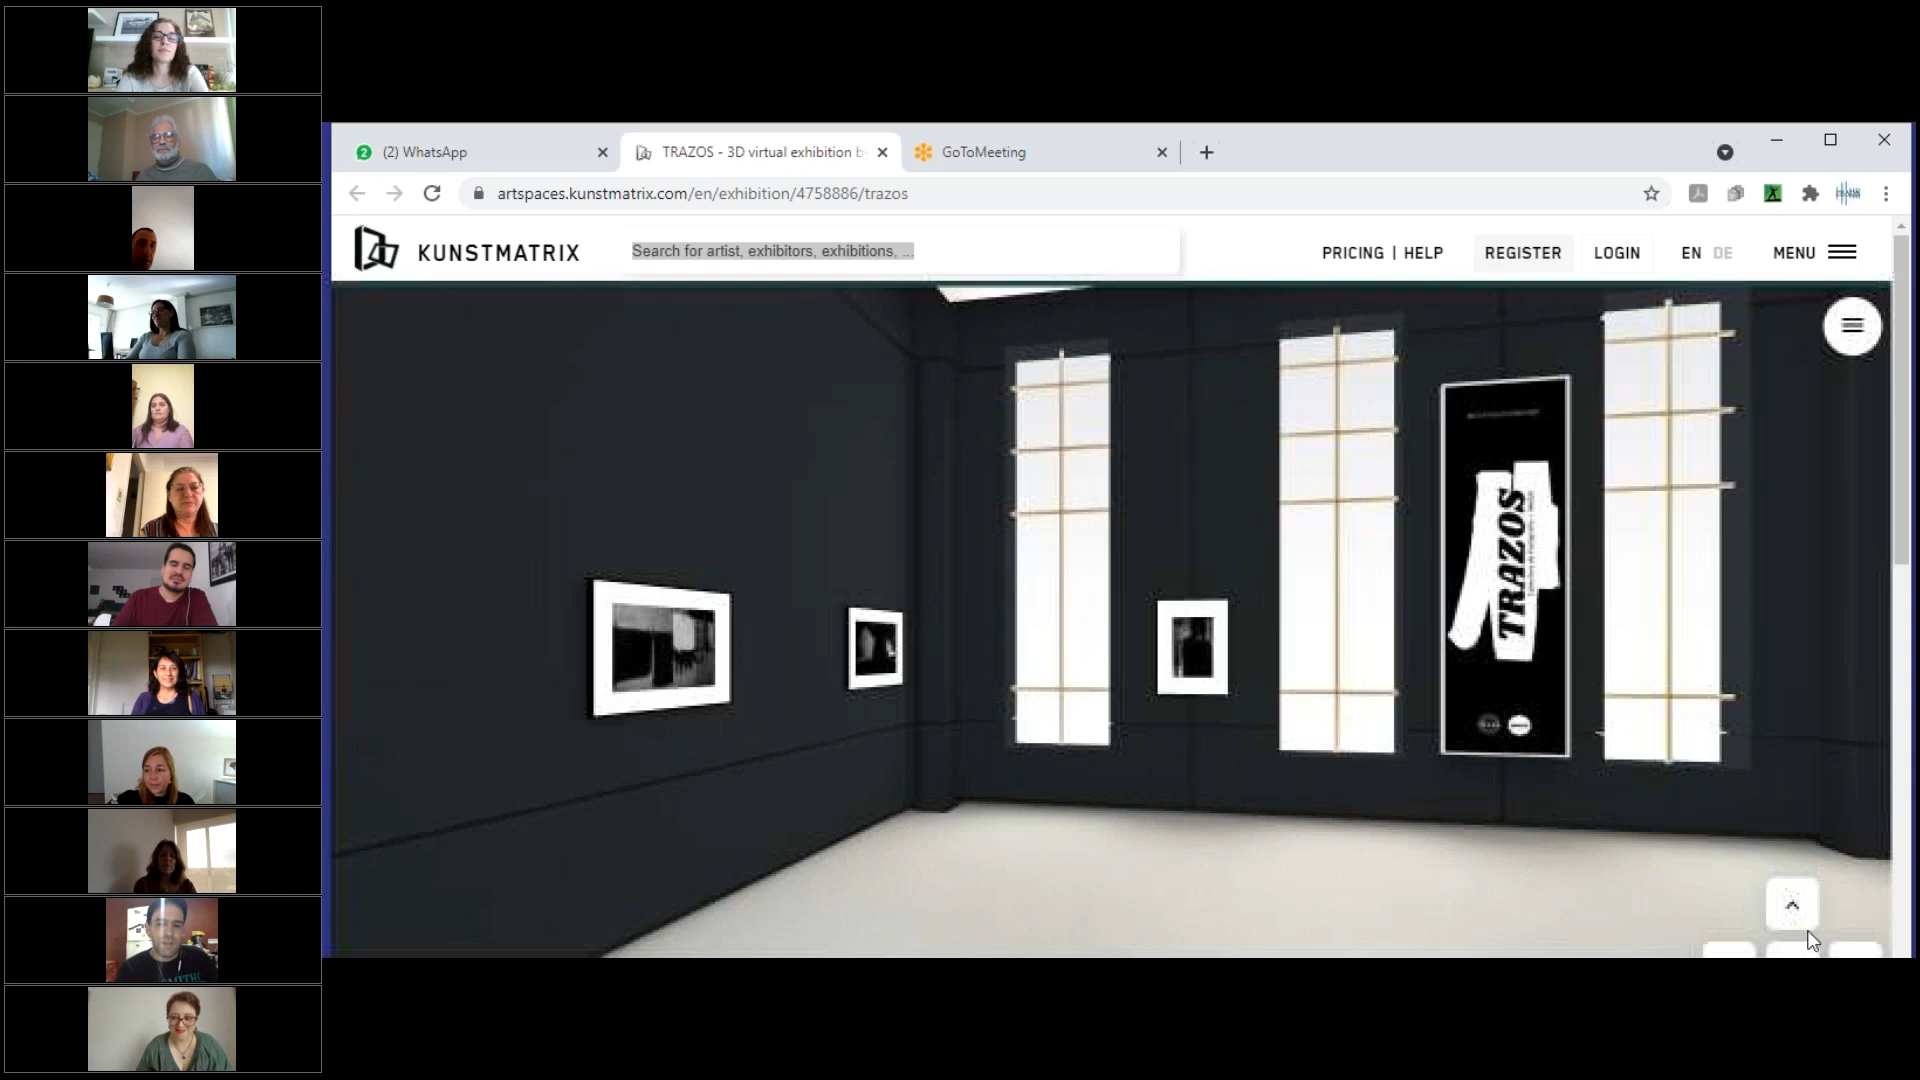 2 (2) WhatsApp
TRAZOS - 3D virtual exhibition b
GoToMeeting
artspaces.kunstmatrix.com/en/exhibition/4758886/trazos
KUNSTMATRIX
Search for artist, exhibitors, exhibitions, ...
PRICING | HELP
REGISTER
LOGIN
EN DE
MENU
TRAZOS